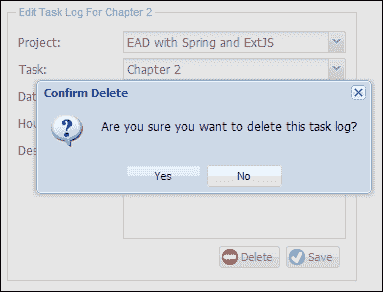 Edit Task Log For Chapter 2
Project: EAD with Spring and ExtJS
Task: Chapter 2
Dat
Confirm Delete
Hou
Are you sure you want to delete this task log?
Des
Yes No
Delete Save